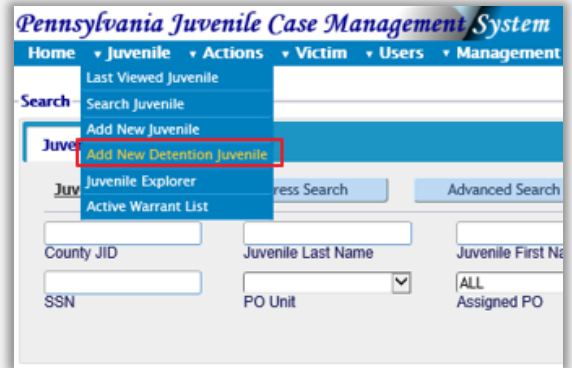 Pennsylvania Juvenile Case Management System
Home Juvenile Actions Victim Users Management
Last Viewed Juvenile
Search
Search Juvenile
Add New Juvenile
Add New Detention Juvenile
Juvenile Explorer
Active Warrant List
ress Search Advanced Search
County JID Juvenile Last Name Juvenile First Na
ALL
SSN PO Unit Assigned PO